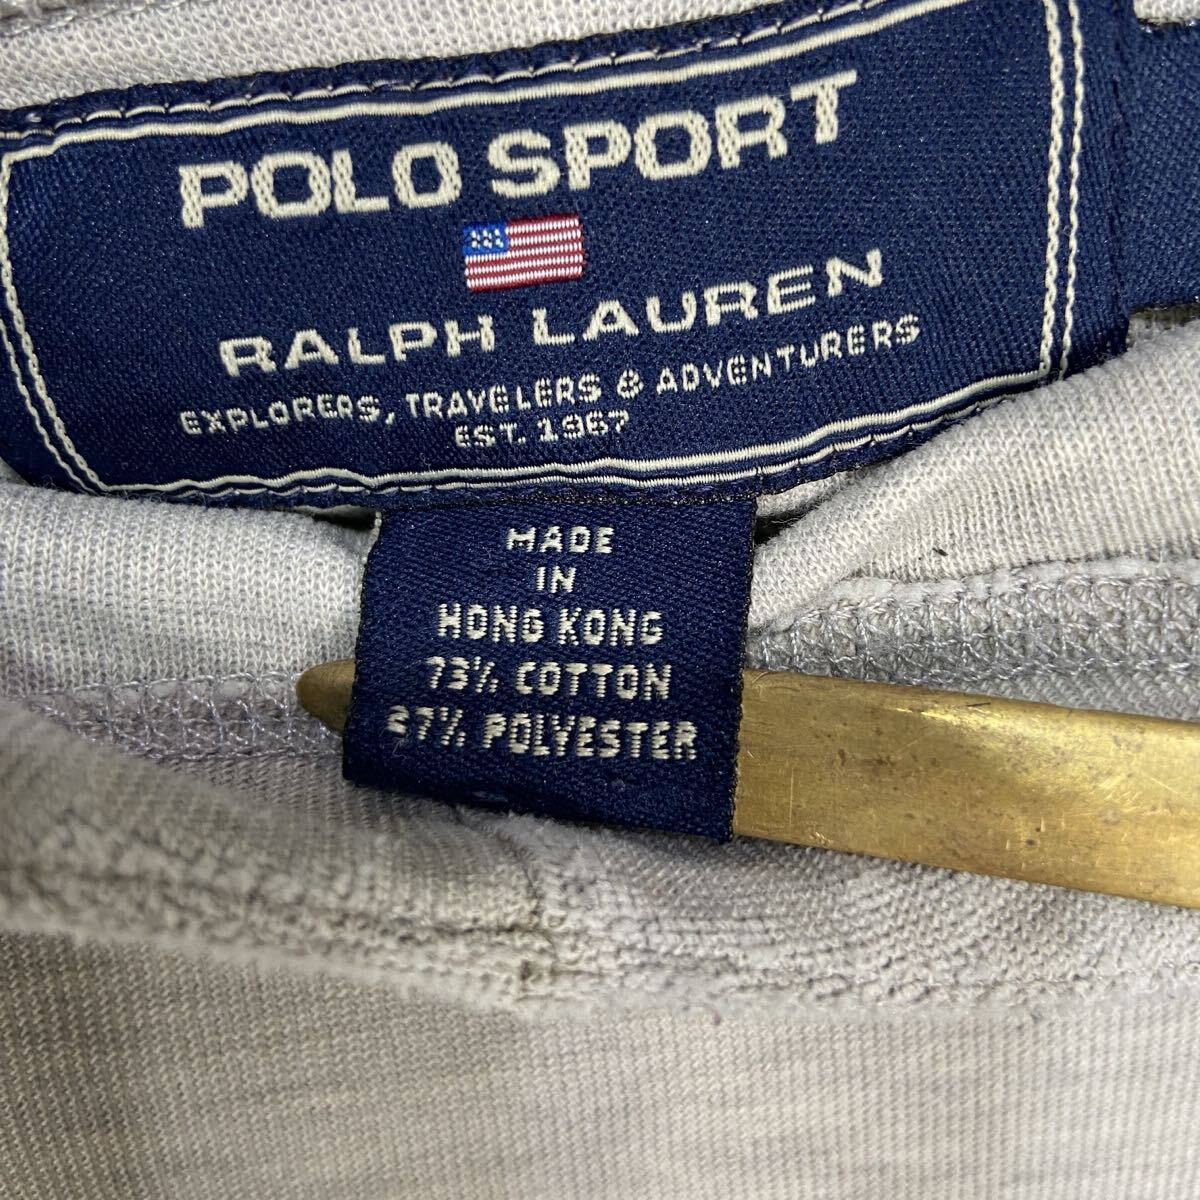 POLO SPORT
RALPH LAUREN
EXPLORERS, TRAVELERS & ADVENTURERS
EST. 1967
MADE
IN
HONG KONG
73% COTTON
27% POLYESTER